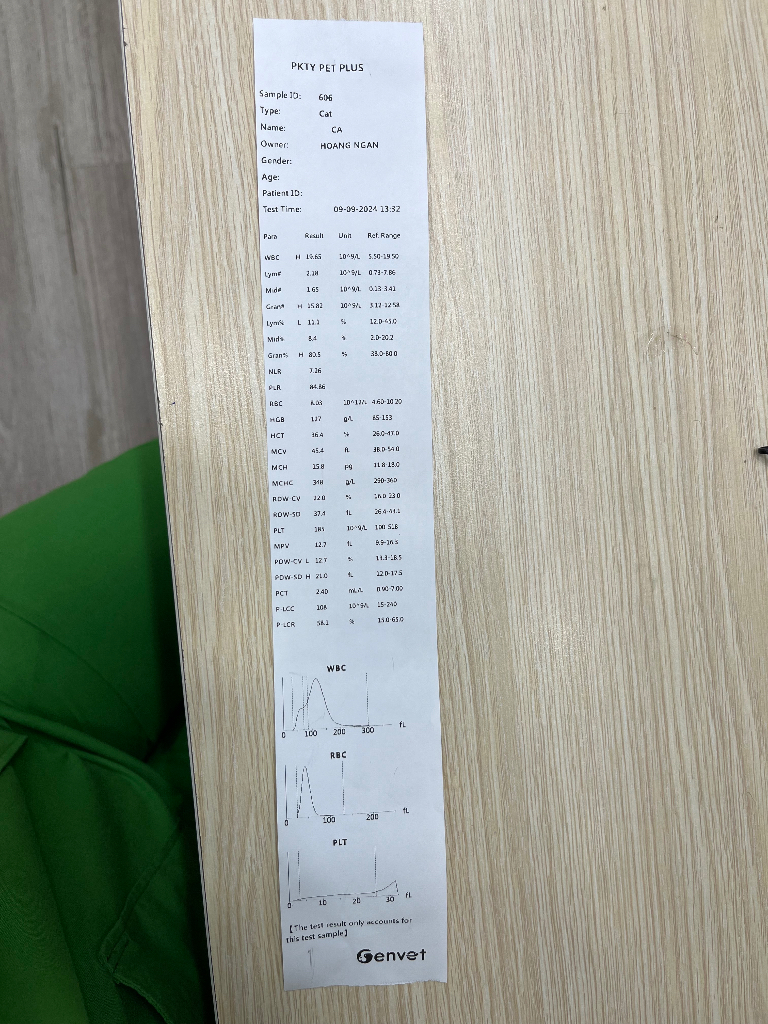 PKTY PET PLUS
Sample ID: 606
Type: Cat
Name: CA
Owner: HOANG NGAN
Gender:
Age:
Patient ID:
Test Time: 09-09-2024 13:32
Para Result Unit Ref. Range
WBC H 19.65 10^9/L 5.50-19.50
Lym# 2.18 10^9/L 0.73-7.86
Mid# 1.65 10^9/L 0.13-3.41
Gran# H 15.82 10^9/L 3.12-12.58
Lym% L 11.1 % 12.0-45.0
Mid% 8.4 % 2.0-20.2
Gran% H 80.5 % 38.0-80.0
NLR 7.26
PLR 84.86
RBC 8.03 10^12/L 4.60-10.20
HGB 127 g/L 85-153
HCT 36.4 % 26.0-47.0
MCV 45.4 fL 38.0-54.0
MCH 15.8 pg 11.8-18.0
MCHC 348 g/L 290-360
RDW-CV 22.0 % 16.0-23.0
RDW-SD 37.4 fL 26.4-43.1
PLT 185 10^9/L 100-518
MPV 12.7 fL 9.9-16.3
PDW-CV L 12.7 % 13.3-18.5
PDW-SD H 21.0 fL 12.0-17.5
PCT 2.40 mL/L 0.90-7.00
P-LCC 108 10^9/L 15-240
P-LCR 58.2 % 15.0-65.0
WBC
0 100 200 300 fL
RBC
0 100 200 fL
PLT
0 10 20 30 fL
【The test result only accounts for
this test sample】
Genvet